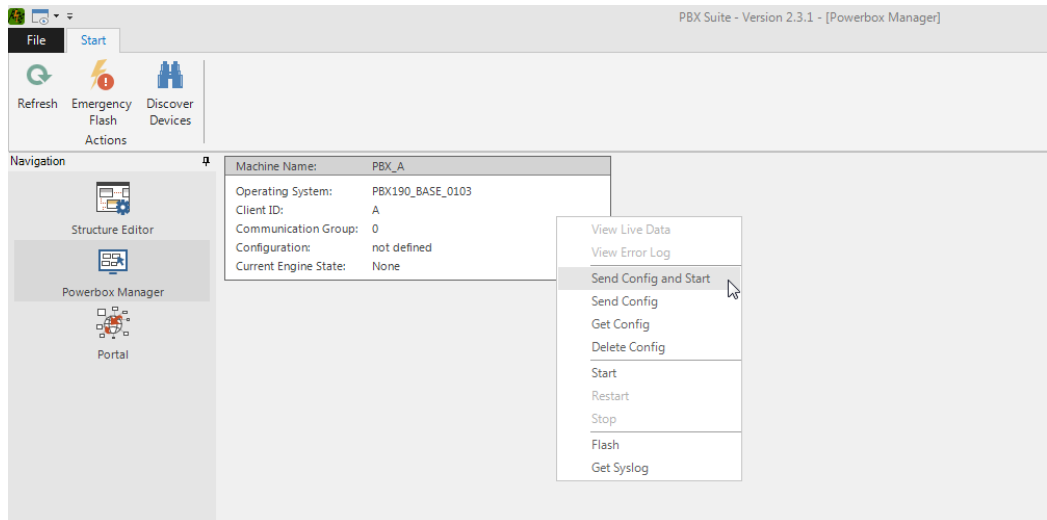 PBX Suite - Version 2.3.1 - [Powerbox Manager]
File Start
Refresh Emergency Flash Discover Devices
Actions
Navigation
Structure Editor
Powerbox Manager
Portal
Machine Name: PBX_A
Operating System: PBX190_BASE_0103
Client ID: A
Communication Group: 0
Configuration: not defined
Current Engine State: None
View Live Data
View Error Log
Send Config and Start
Send Config
Get Config
Delete Config
Start
Restart
Stop
Flash
Get Syslog